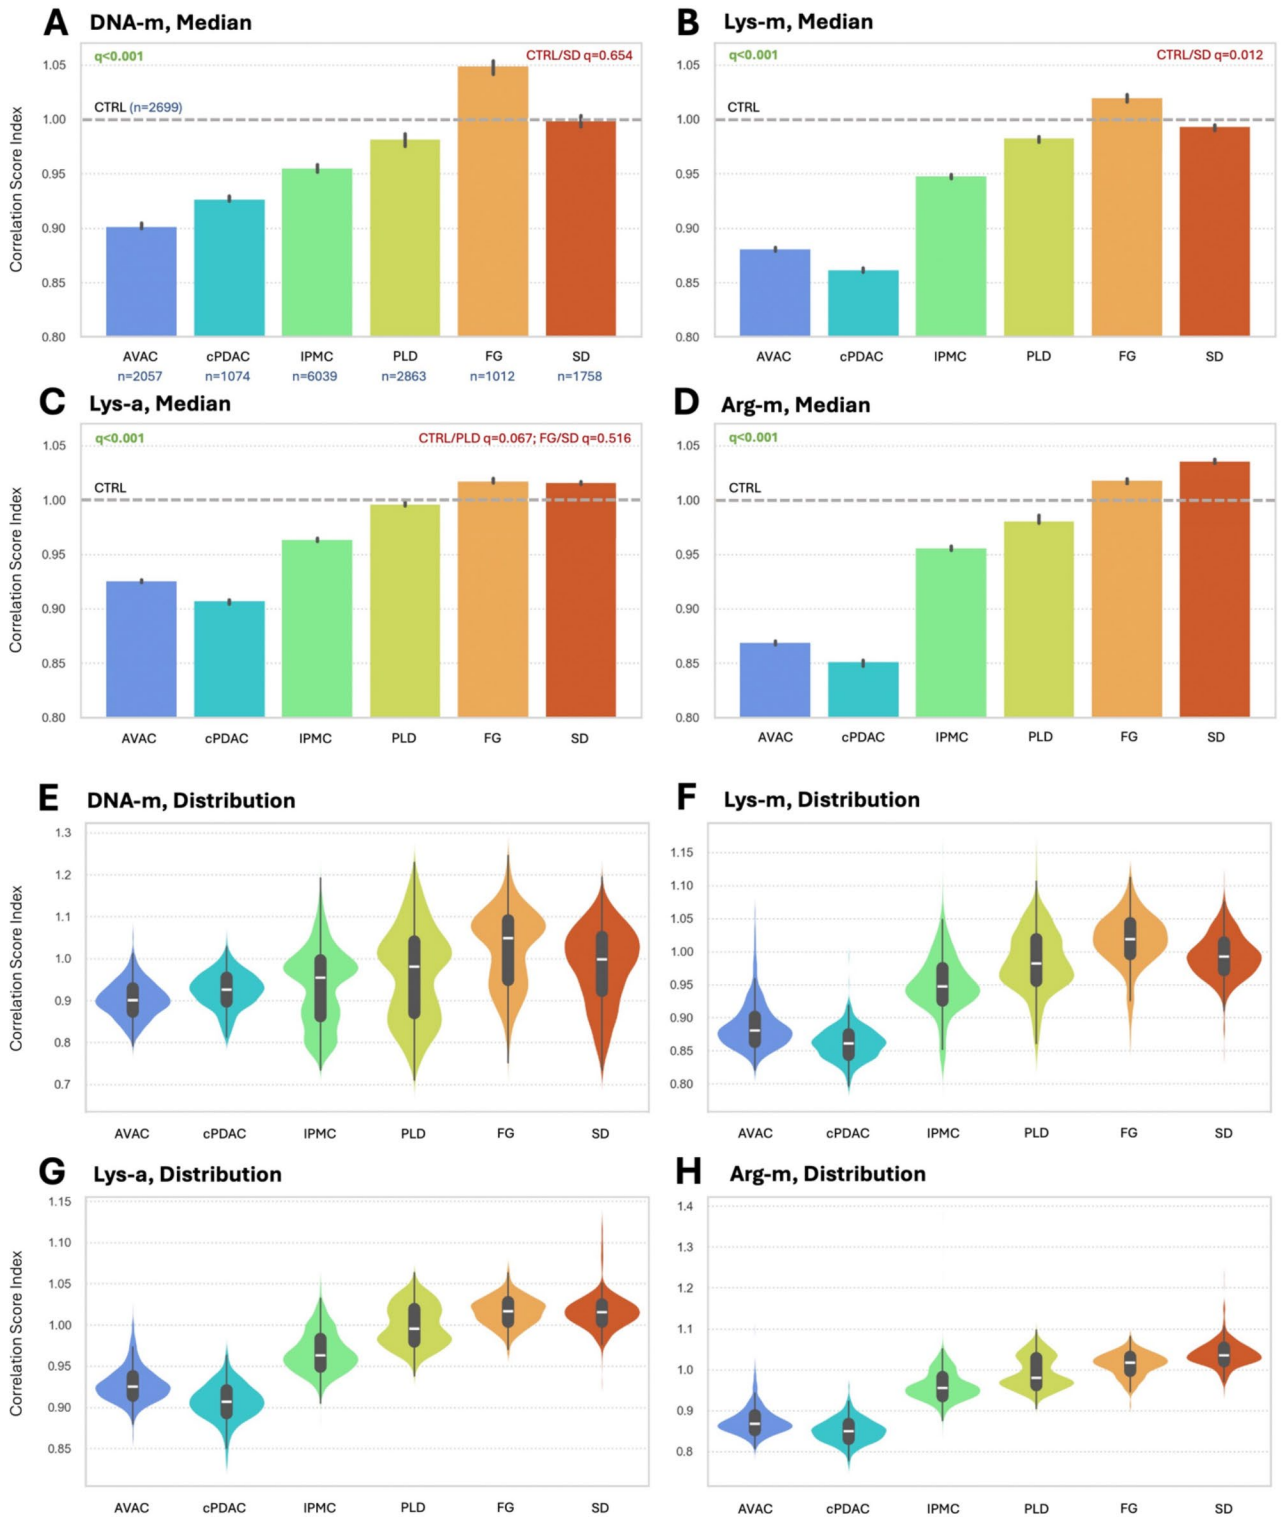 A DNA-m, Median
q<0.001 CTRL/SD q=0.654
1.05
CTRL (n=2699)
1.00
0.95
0.90
0.85
0.80
Correlation Score Index
AVAC cPDAC IPMC PLD FG SD
n=2057 n=1074 n=6039 n=2863 n=1012 n=1758
B Lys-m, Median
q<0.001 CTRL/SD q=0.012
1.05
CTRL
1.00
0.95
0.90
0.85
0.80
AVAC cPDAC IPMC PLD FG SD
C Lys-a, Median
q<0.001 CTRL/PLD q=0.067; FG/SD q=0.516
1.05
CTRL
1.00
0.95
0.90
0.85
0.80
Correlation Score Index
AVAC cPDAC IPMC PLD FG SD
D Arg-m, Median
q<0.001
1.05
CTRL
1.00
0.95
0.90
0.85
0.80
AVAC cPDAC IPMC PLD FG SD
E DNA-m, Distribution
1.3
1.2
1.1
1.0
0.9
0.8
0.7
Correlation Score Index
AVAC cPDAC IPMC PLD FG SD
F Lys-m, Distribution
1.15
1.10
1.05
1.00
0.95
0.90
0.85
0.80
AVAC cPDAC IPMC PLD FG SD
G Lys-a, Distribution
1.15
1.10
1.05
1.00
0.95
0.90
0.85
Correlation Score Index
AVAC cPDAC IPMC PLD FG SD
H Arg-m, Distribution
1.4
1.3
1.2
1.1
1.0
0.9
0.8
AVAC cPDAC IPMC PLD FG SD